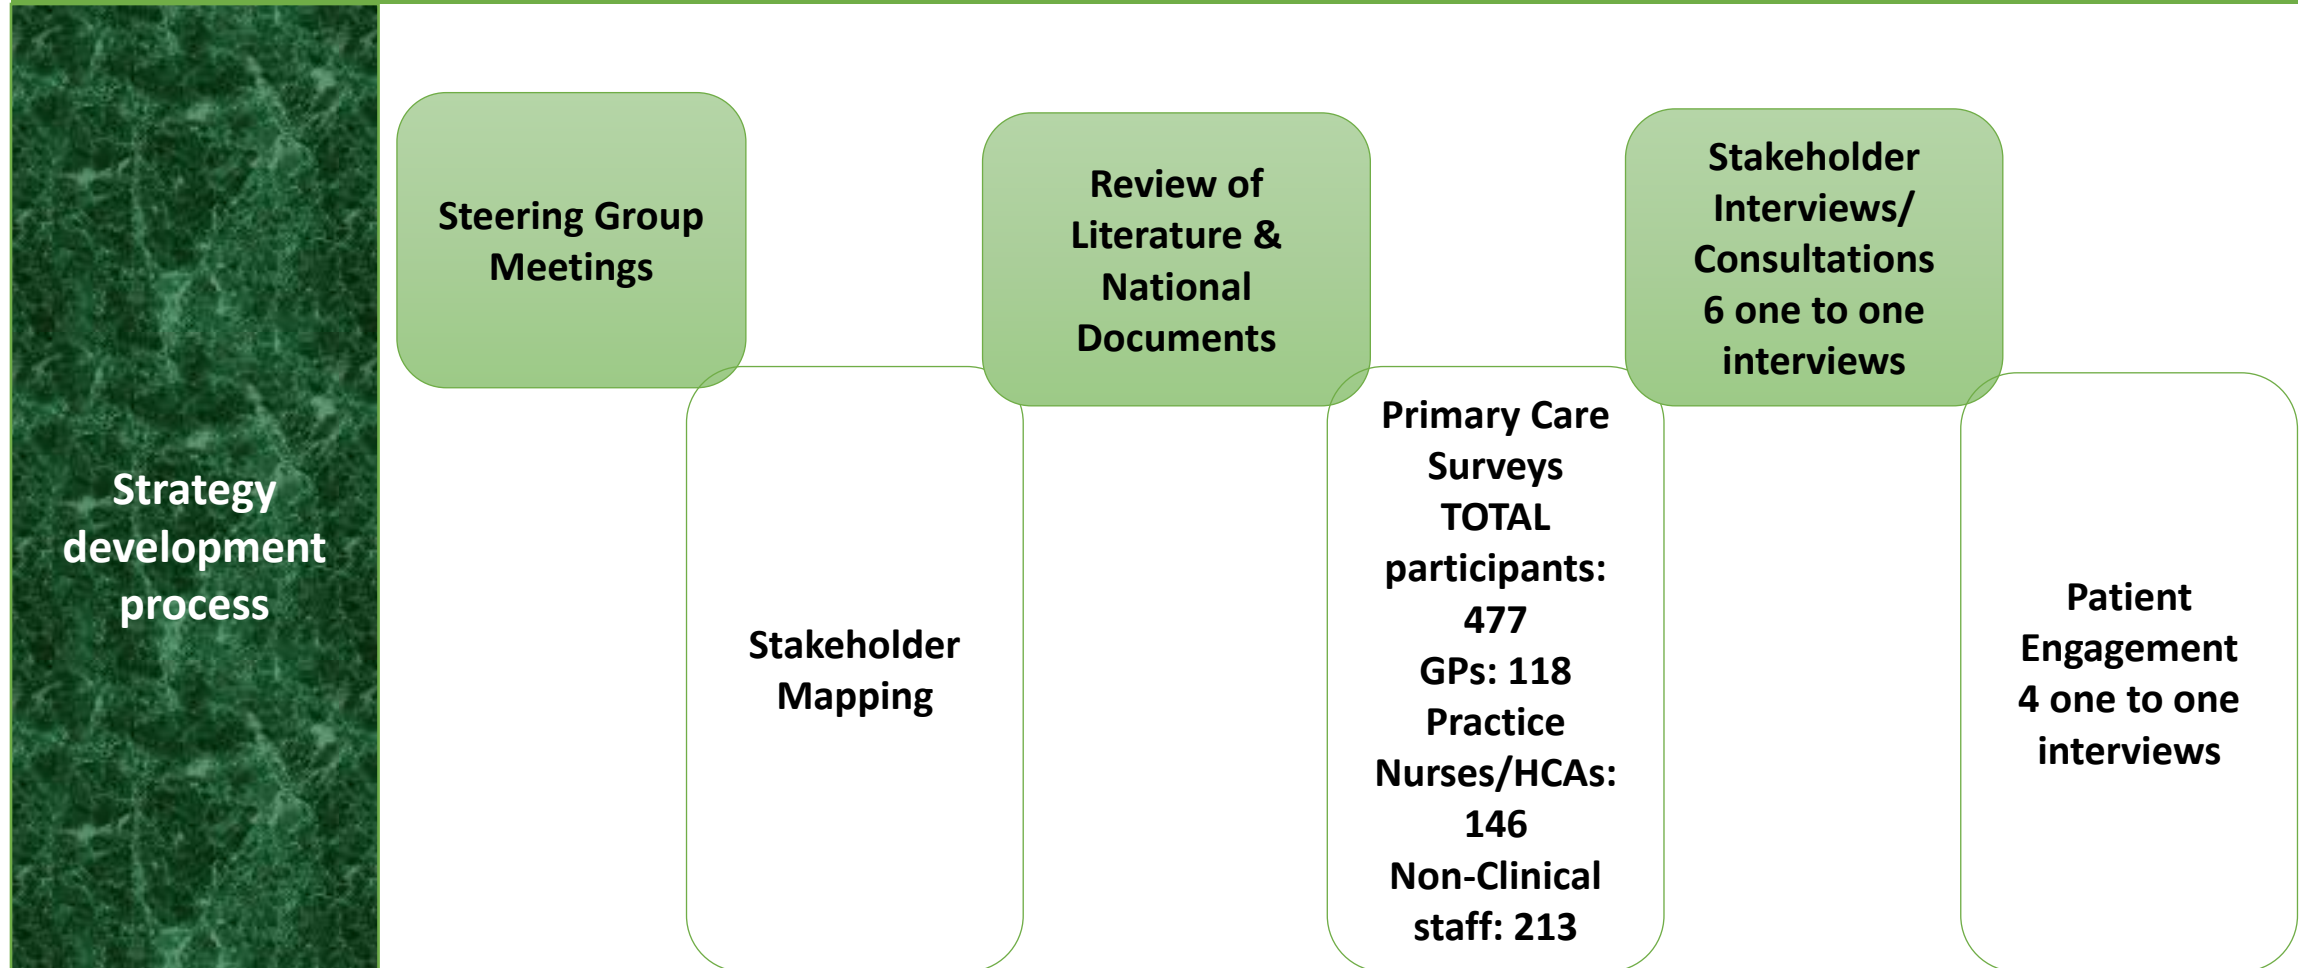 Strategy
development
process
Steering Group
Meetings
Stakeholder
Mapping
Review of
Literature &
National
Documents
Primary Care
Surveys
TOTAL
participants:
477
GPs: 118
Practice
Nurses/HCAs:
146
Non-Clinical
staff: 213
Stakeholder
Interviews/
Consultations
6 one to one
interviews
Patient
Engagement
4 one to one
interviews